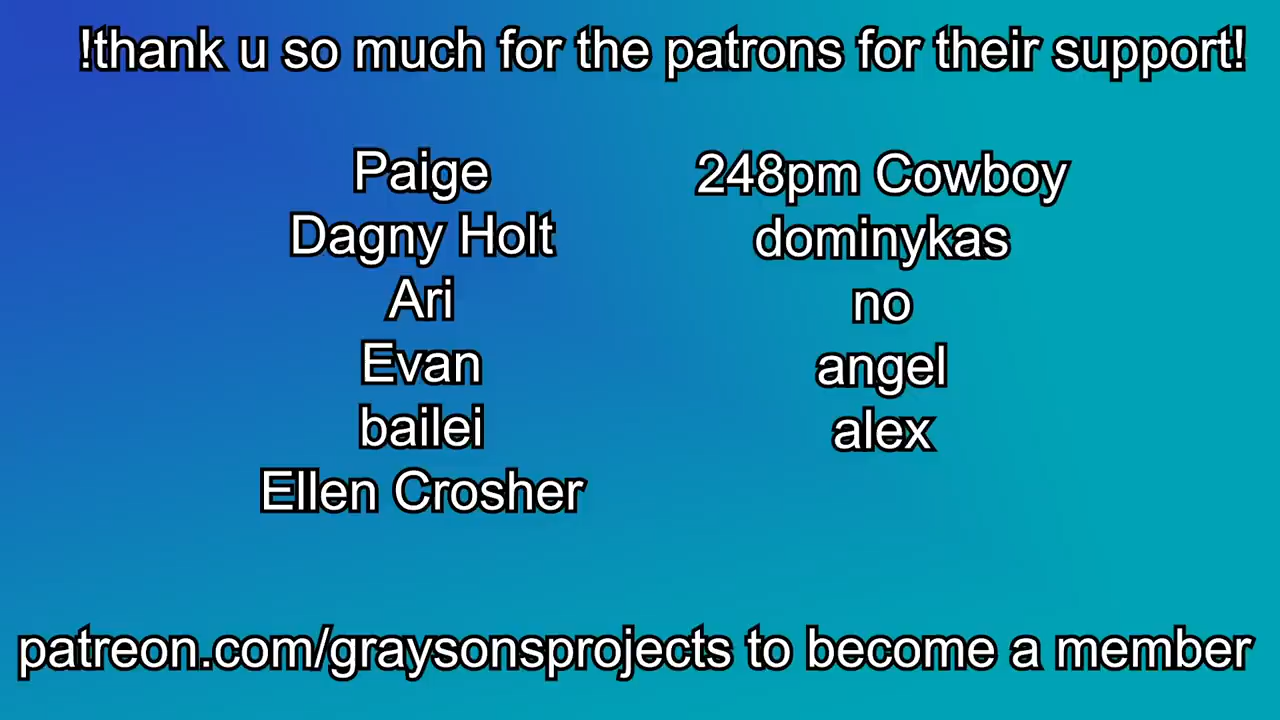 !thank u so much for the patrons for their support!
Paige
Dagny Holt
Ari
Evan
bailei
Ellen Crosher
248pm Cowboy
dominykas
no
angel
alex
patreon.com/graysonsprojects to become a member